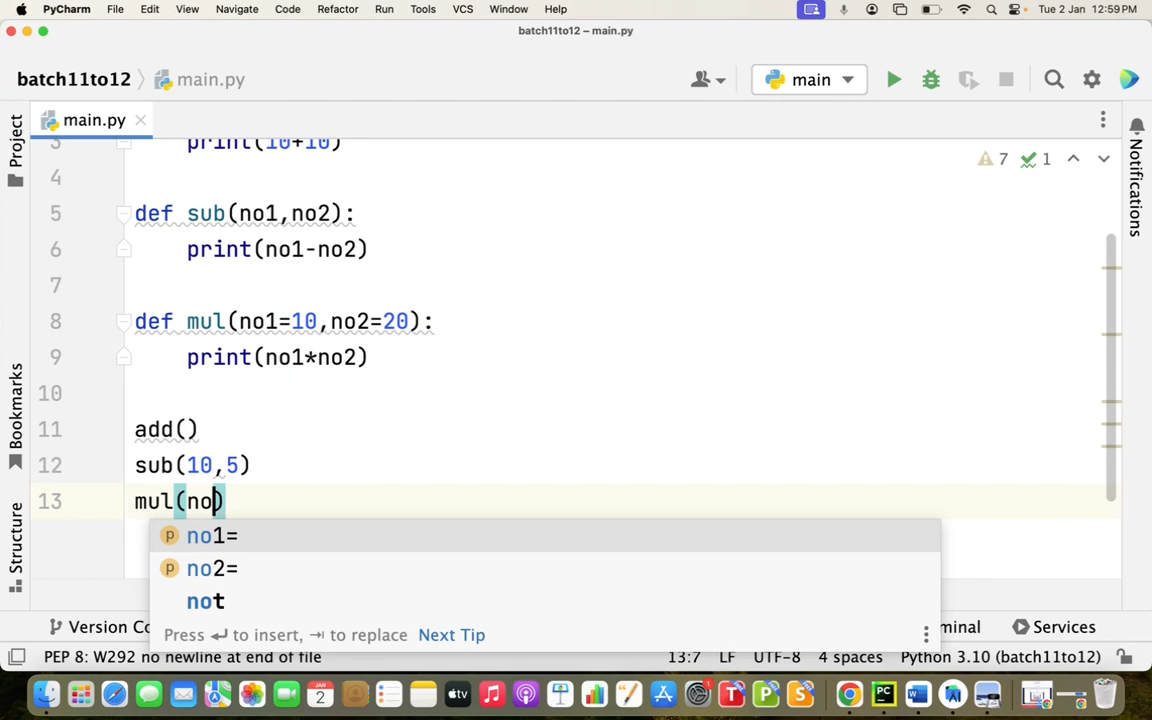 PyCharm File Edit View Navigate Code Refactor Run Tools VCS Window Help Tue 2 Jan 12:59 PM
batch11to12 – main.py
batch11to12 main.py main
main.py
Project
Bookmarks
Structure
Notifications
7 1
3 print(10+10)
4
5 def sub(no1,no2):
6 print(no1-no2)
7
8 def mul(no1=10,no2=20):
9 print(no1*no2)
10
11 add()
12 sub(10,5)
13 mul(no)
p no1=
p no2=
not
Press ↵ to insert, ⇥ to replace Next Tip
Version Co minal Services
PEP 8: W292 no newline at end of file 13:7 LF UTF-8 4 spaces Python 3.10 (batch11to12)